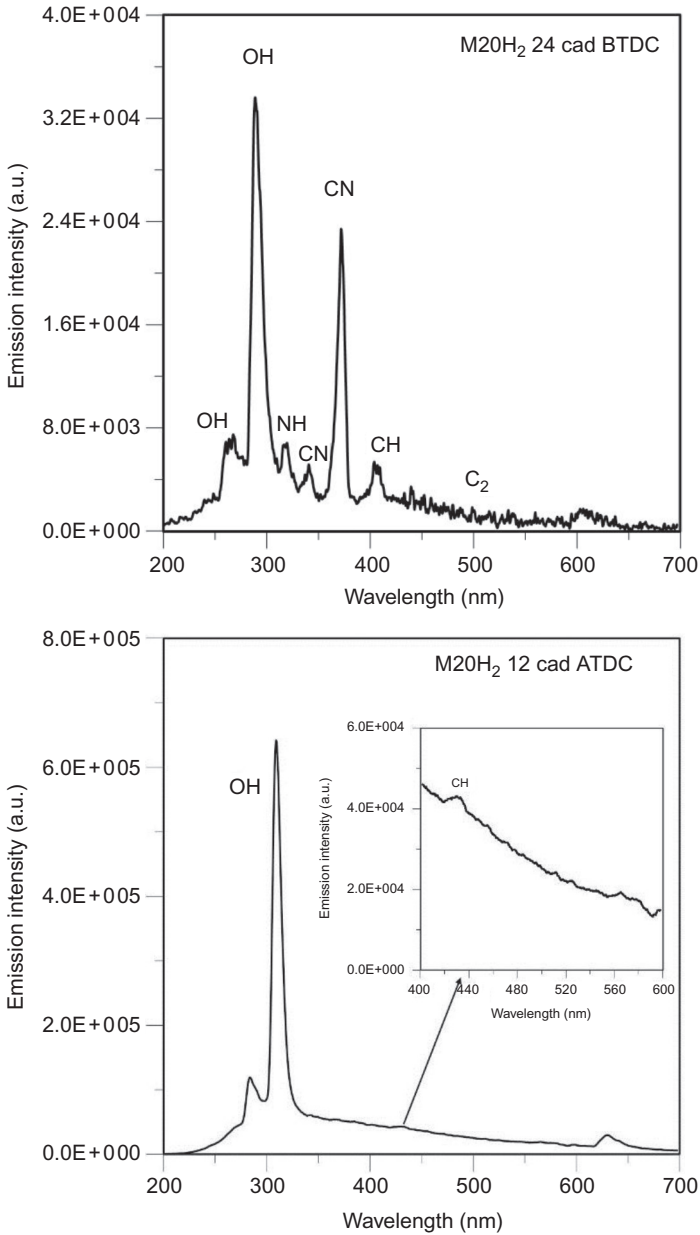 4.0E+004
M20H₂ 24 cad BTDC
OH
3.2E+004
CN
2.4E+004
Emission intensity (a.u.)
1.6E+004
8.0E+003
OH
NH
CN
CH
C₂
0.0E+000
200 300 400 500 600 700
Wavelength (nm)
8.0E+005
M20H₂ 12 cad ATDC
6.0E+005
OH
Emission intensity (a.u.)
4.0E+005
2.0E+005
0.0E+000
200 300 400 500 600 700
Wavelength (nm)
6.0E+004
CH
4.0E+004
Emission intensity (a.u.)
2.0E+004
0.0E+000
400 440 480 520 560 600
Wavelength (nm)